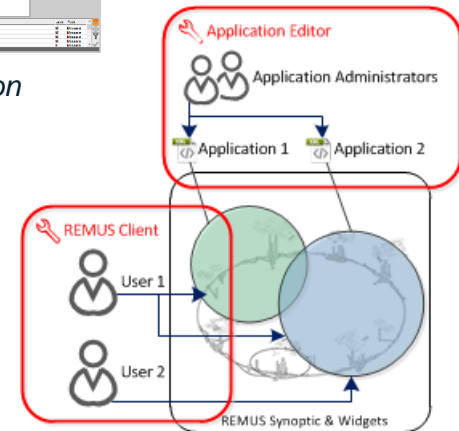 on
Application Editor
Application Administrators
Application 1
Application 2
REMUS Client
User 1
User 2
REMUS Synoptic & Widgets